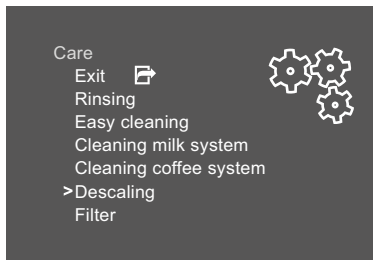 Care
Exit
Rinsing
Easy cleaning
Cleaning milk system
Cleaning coffee system
>Descaling
Filter